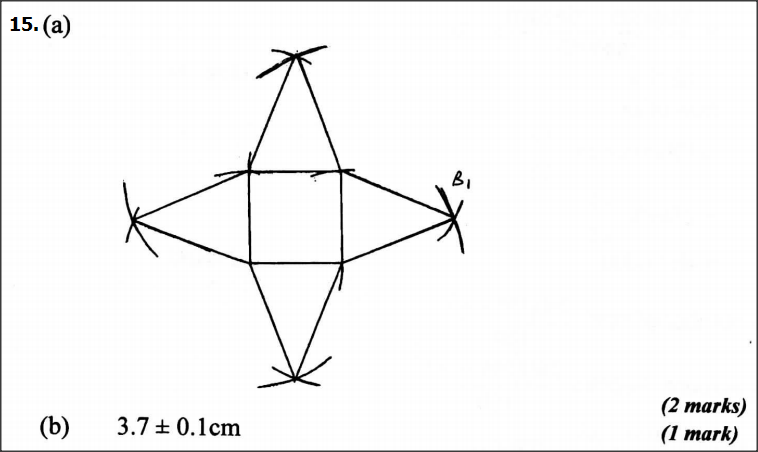 15. (a)
B1
(2 marks)
(b) 3.7 ± 0.1cm
(1 mark)